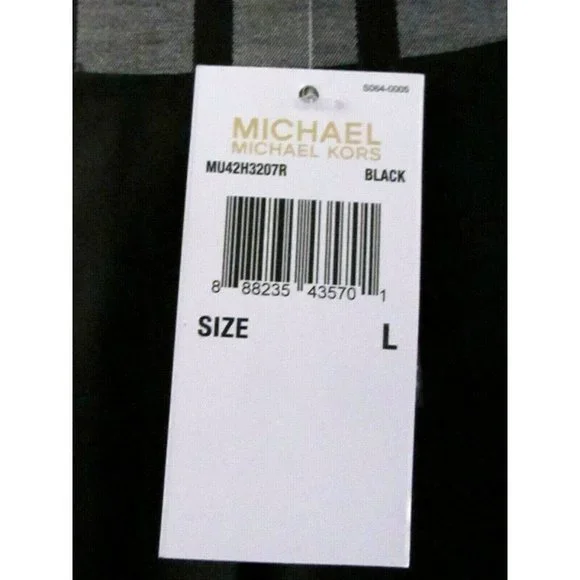 S064-0005
MICHAEL
MICHAEL KORS
MU42H3207R BLACK
8 88235 43570 1
SIZE L